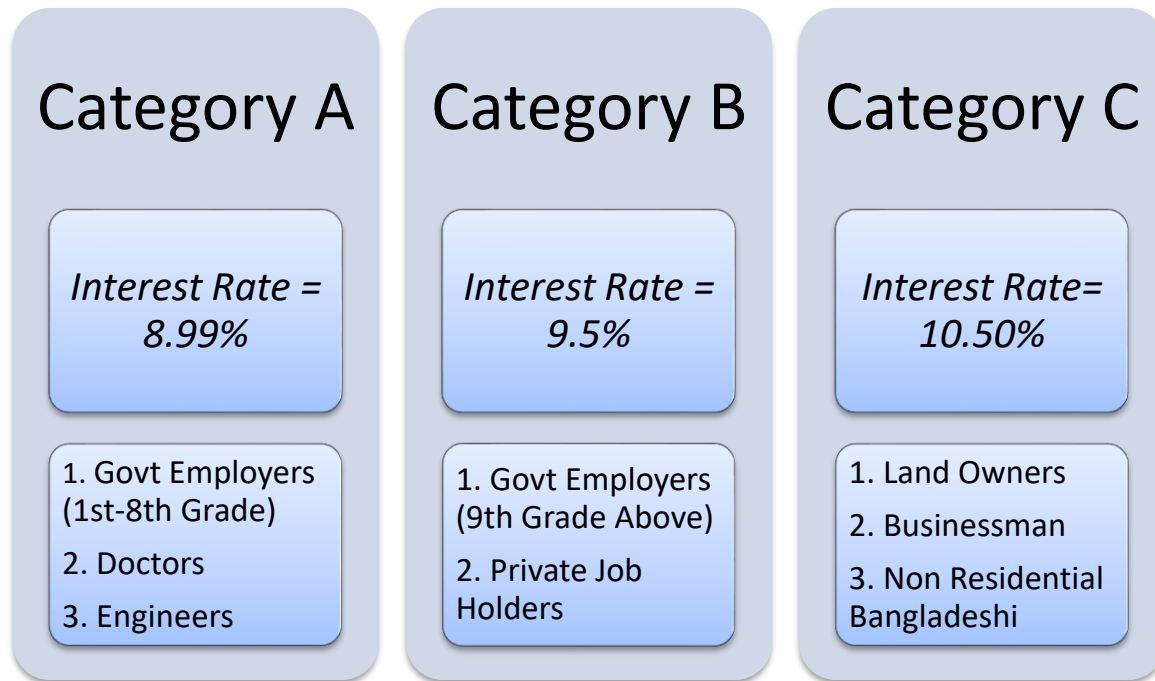 Category A
Interest Rate =
8.99%
1. Govt Employers
(1st-8th Grade)
2. Doctors
3. Engineers
Category B
Interest Rate =
9.5%
1. Govt Employers
(9th Grade Above)
2. Private Job
Holders
Category C
Interest Rate=
10.50%
1. Land Owners
2. Businessman
3. Non Residential
Bangladeshi